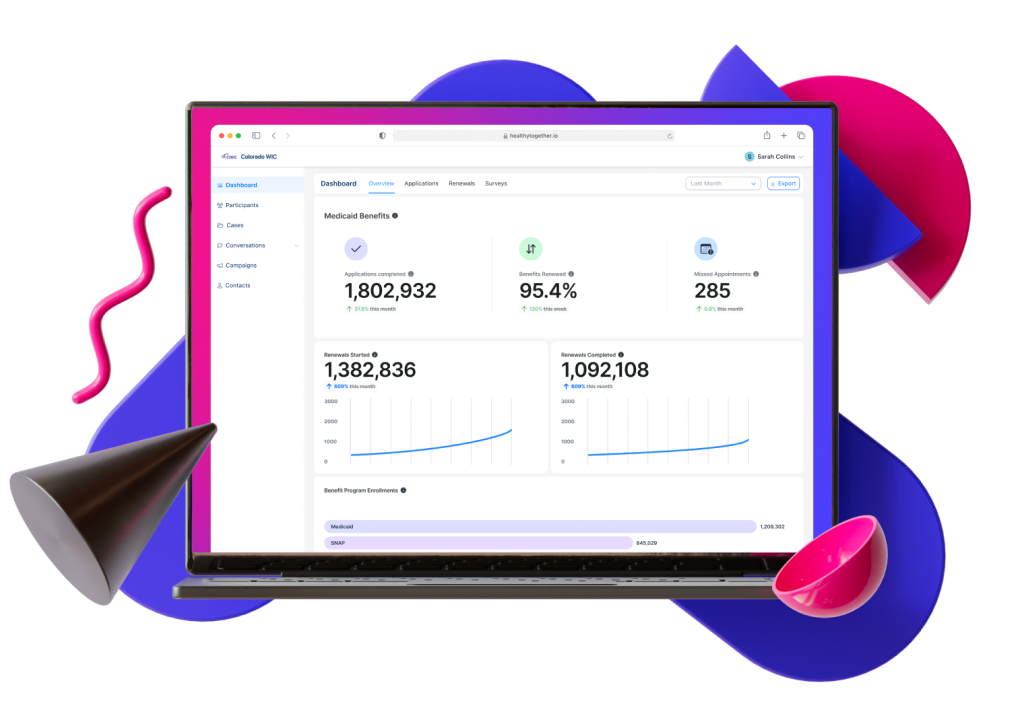 healthytogether.io
Colorado WIC
S Sarah Collins
Dashboard
Participants
Cases
Conversations
Campaigns
Contacts
Dashboard Overview Applications Renewals Surveys
Last Month Export
Medicaid Benefits
Applications completed
1,802,932
37.5% this month
Benefits Renewed
95.4%
120% this week
Missed Appointments
285
0.8% this month
Renewals Started
1,382,836
609% this month
3000
2000
1000
0
Renewals Completed
1,092,108
609% this month
3000
2000
1000
0
Benefit Program Enrollments
Medicaid 1,209,302
SNAP 845,029